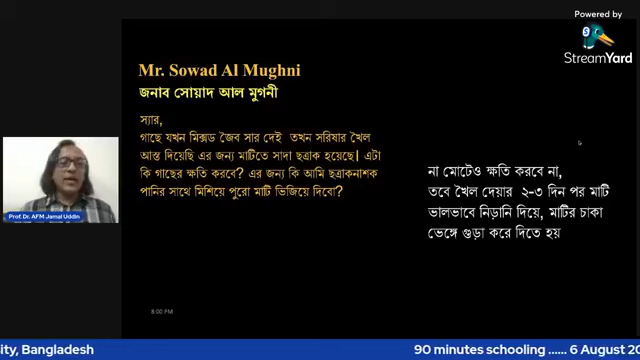 Powered by
StreamYard
Mr. Sowad Al Mughni
জনাব সোয়াদ আল মুগনী
স্যার,
গাছে যখন মিক্সড জৈব সার দেই তখন সরিষার খৈল
আস্ত দিয়েছি এর জন্য মাটিতে সাদা ছত্রাক হয়েছে। এটা
কি গাছের ক্ষতি করবে? এর জন্য কি আমি ছত্রাকনাশক
পানির সাথে মিশিয়ে পুরো মাটি ভিজিয়ে দিবো?
না মোটেও ক্ষতি করবে না,
তবে খৈল দেয়ার ২-৩ দিন পর মাটি
ভালভাবে নিড়ানি দিয়ে, মাটির চাকা
ভেঙ্গে গুড়া করে দিতে হয়
Prof. Dr. AFM Jamal Uddin
8:00 PM
ity, Bangladesh
90 minutes schooling ...... 6 August 20